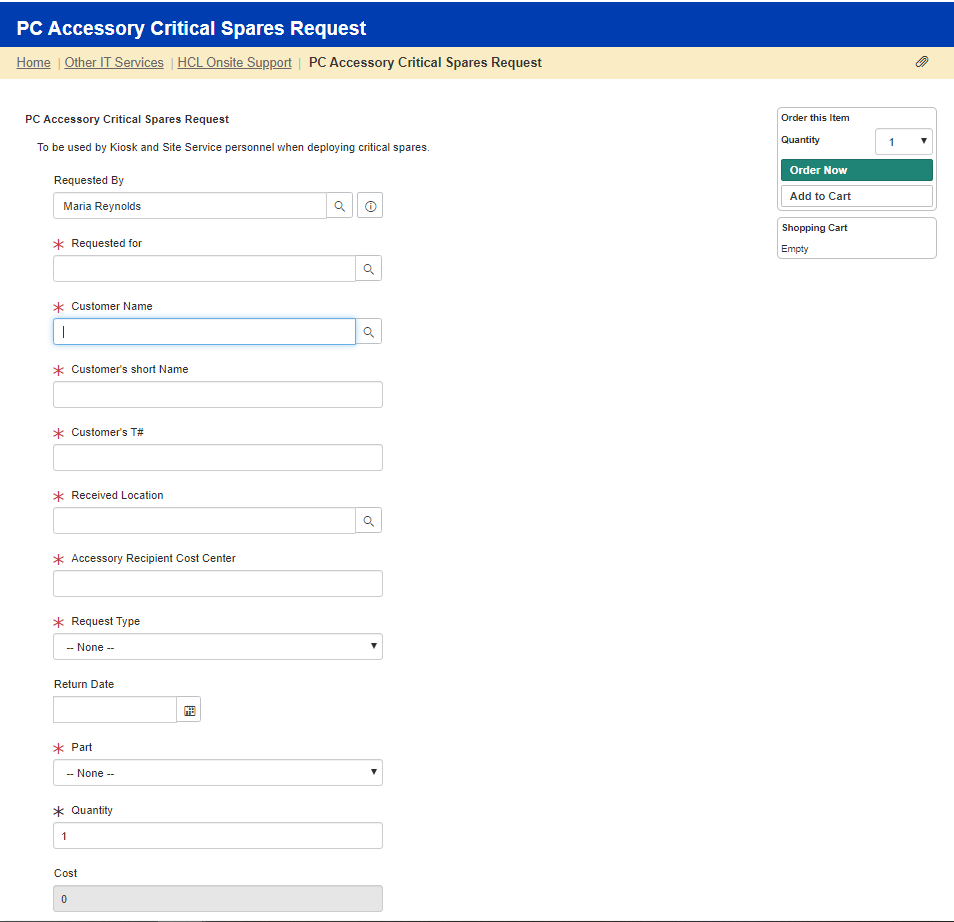 PC Accessory Critical Spares Request
Home | Other IT Services | HCL Onsite Support | PC Accessory Critical Spares Request
PC Accessory Critical Spares Request
To be used by Kiosk and Site Service personnel when deploying critical spares.
Requested By
Maria Reynolds
Requested for
Customer Name
Customer's short Name
Customer's T#
Received Location
Accessory Recipient Cost Center
Request Type
-- None --
Return Date
Part
-- None --
Quantity
1
Cost
0
Order this Item
Quantity 1
Order Now
Add to Cart
Shopping Cart
Empty